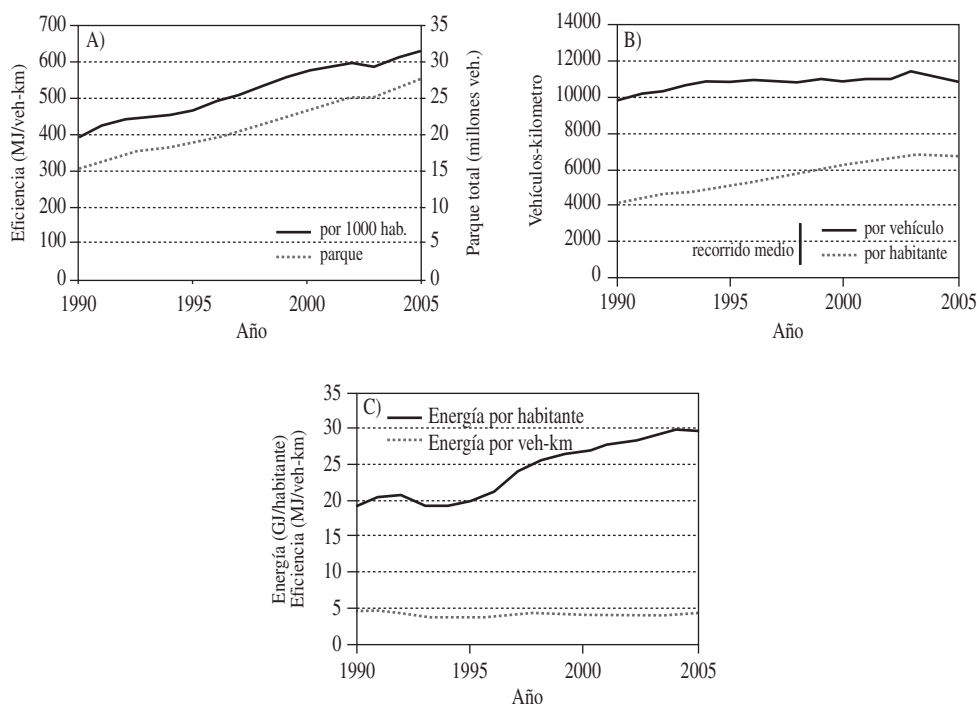 A)
700
600
500
400
300
200
100
0
Eficiencia (MJ/veh-km)
35
30
25
20
15
10
5
0
Parque total (millones veh.)
por 1000 hab.
parque
1990
1995
2000
2005
Año
B)
14000
12000
10000
8000
6000
4000
2000
0
Vehículos-kilometro
recorrido medio
por vehículo
por habitante
1990
1995
2000
2005
Año
C)
35
30
25
20
15
10
5
0
Energía (GJ/habitante)
Eficiencia (MJ/veh-km)
Energía por habitante
Energía por veh-km
1990
1995
2000
2005
Año